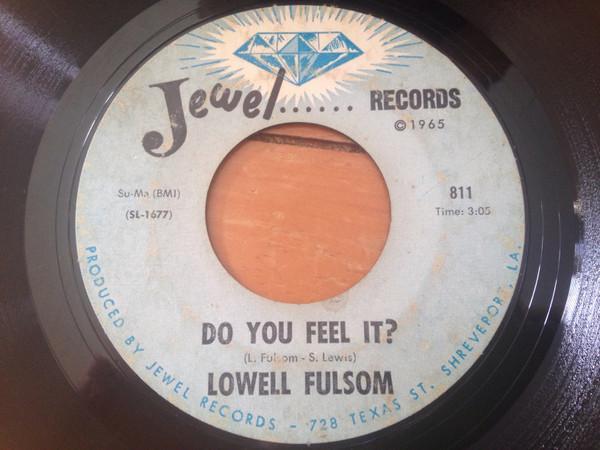 Jewel...... RECORDS
©1965
Su-Ma (BMI)
(SL-1677)
811
Time: 3:05
DO YOU FEEL IT?
(L. Fulsom - S. Lewis)
LOWELL FULSOM
PRODUCED BY JEWEL RECORDS - 728 TEXAS ST. SHREVEPORT, LA.